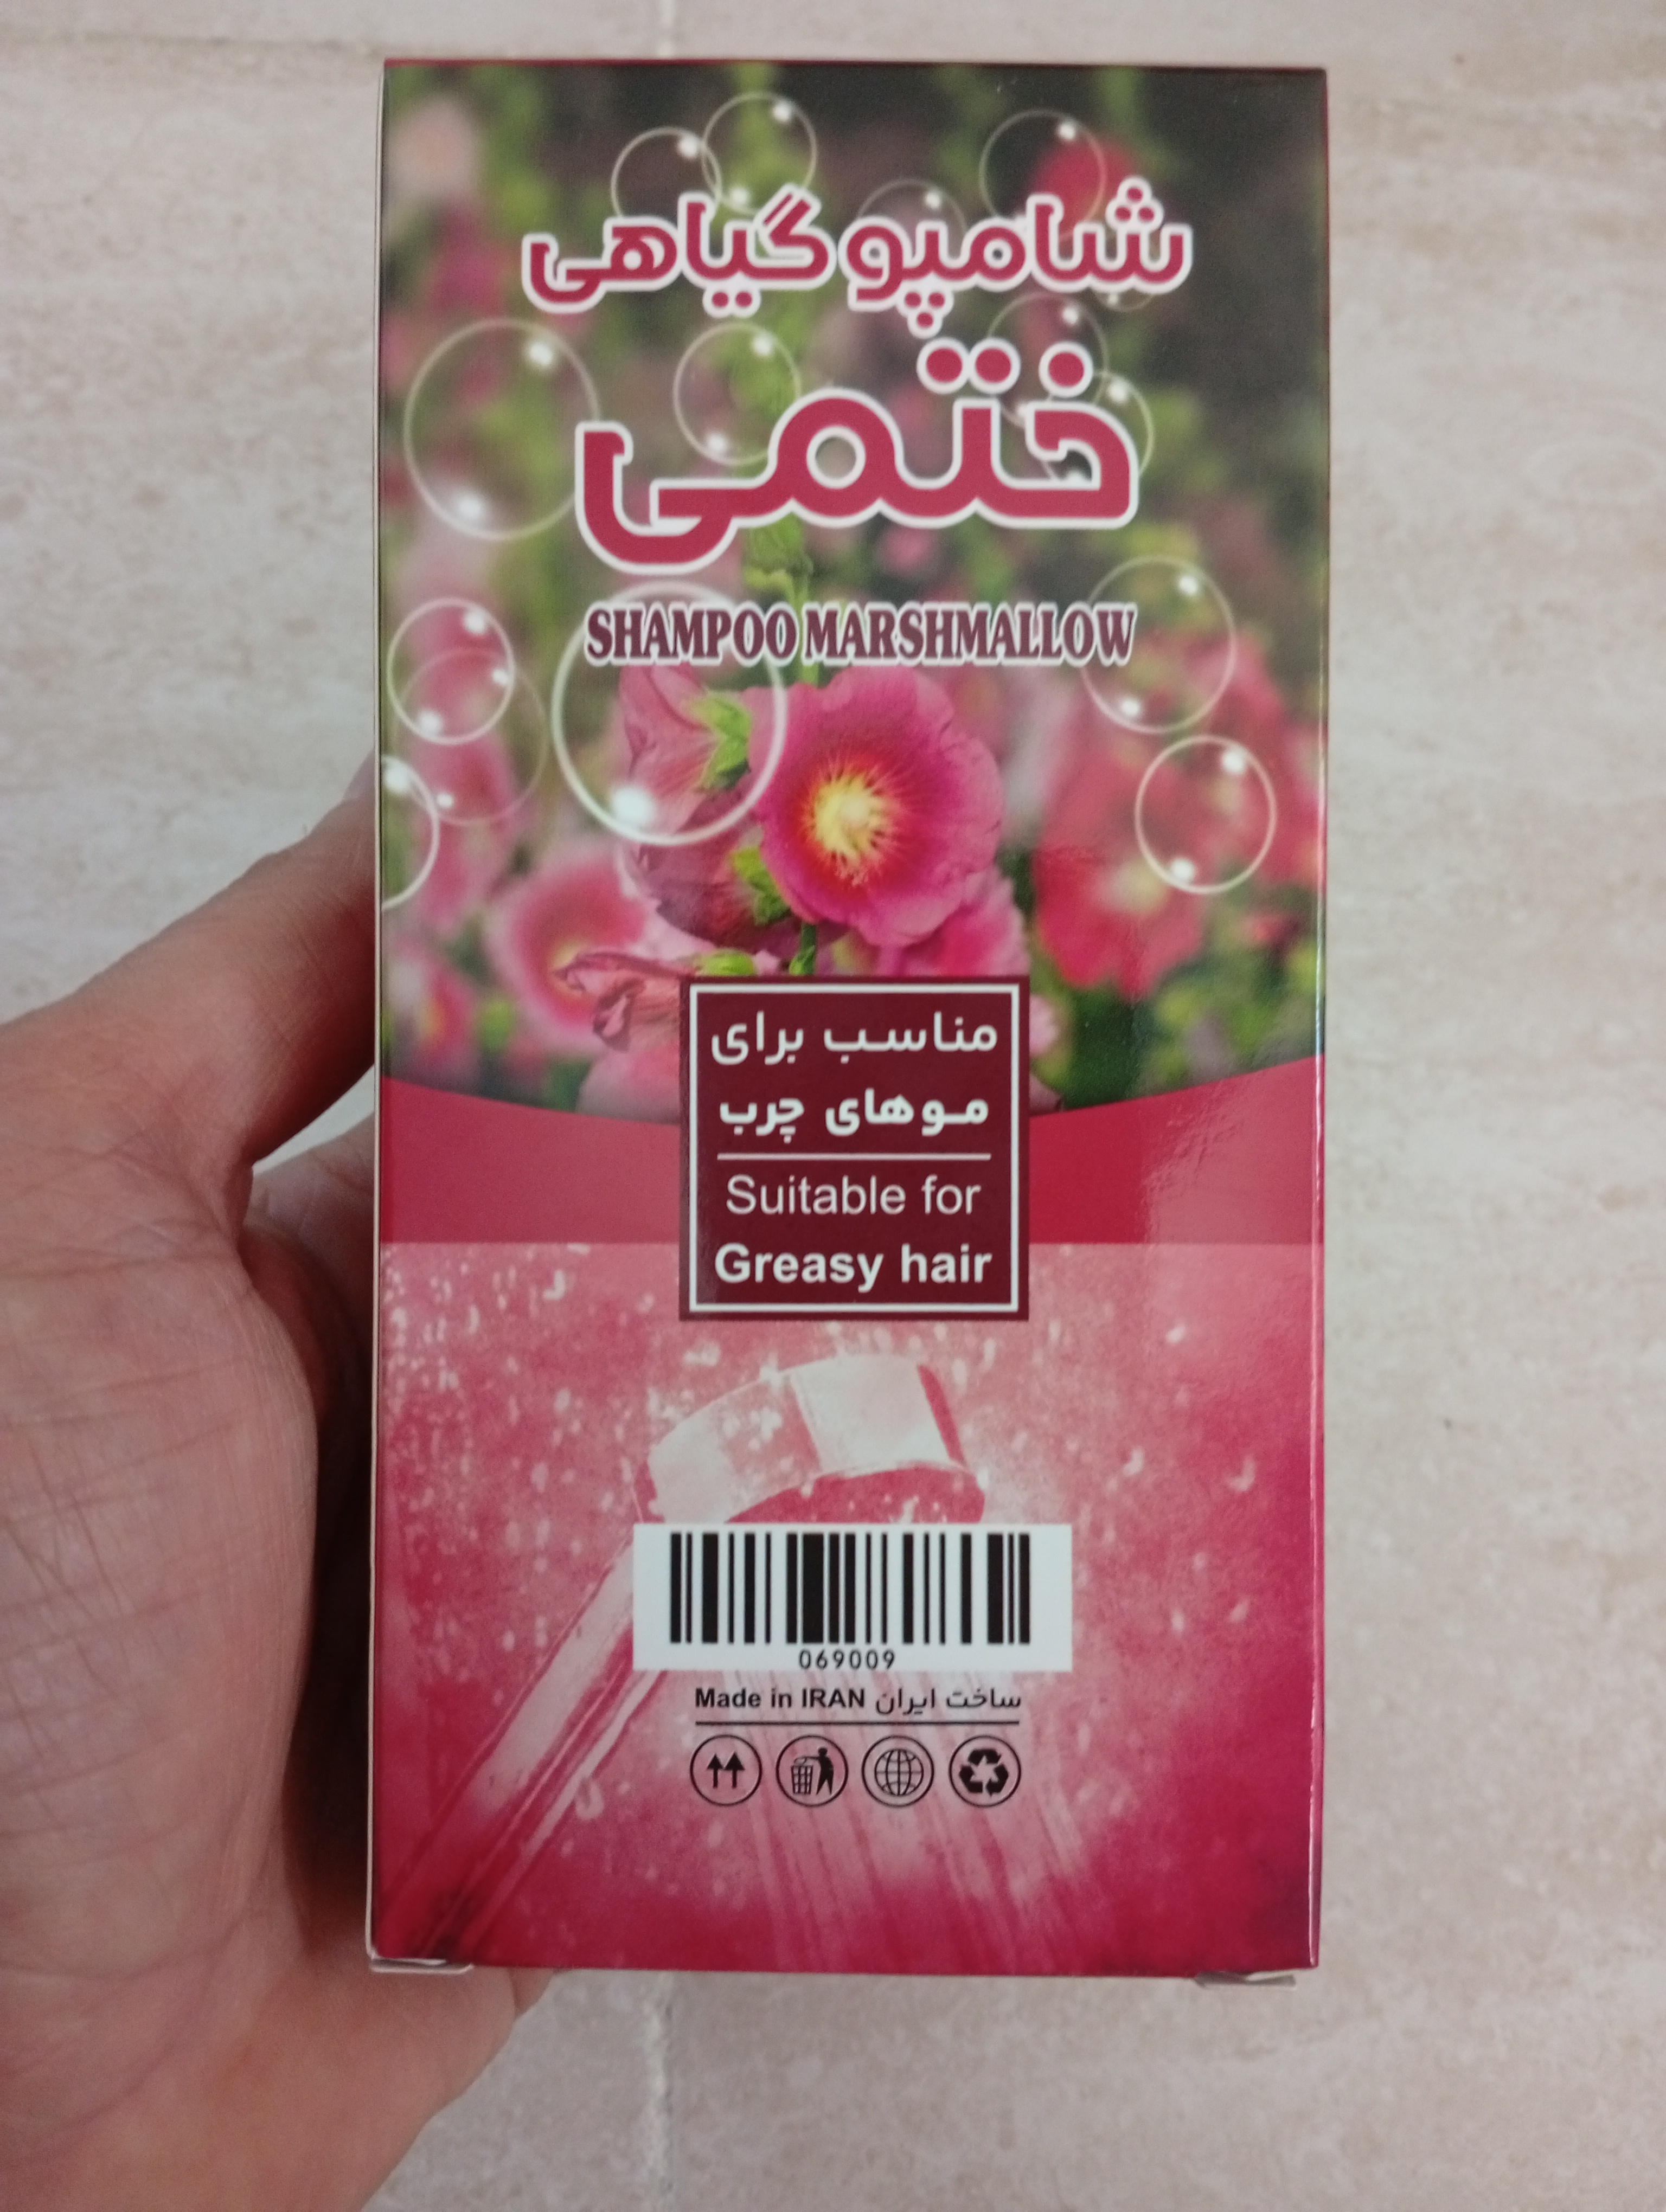 شامپو گیاهی
ختمی
SHAMPOO MARSHMALLOW
مناسب برای
موهای چرب
Suitable for
Greasy hair
069009
Made in IRAN ساخت ایران